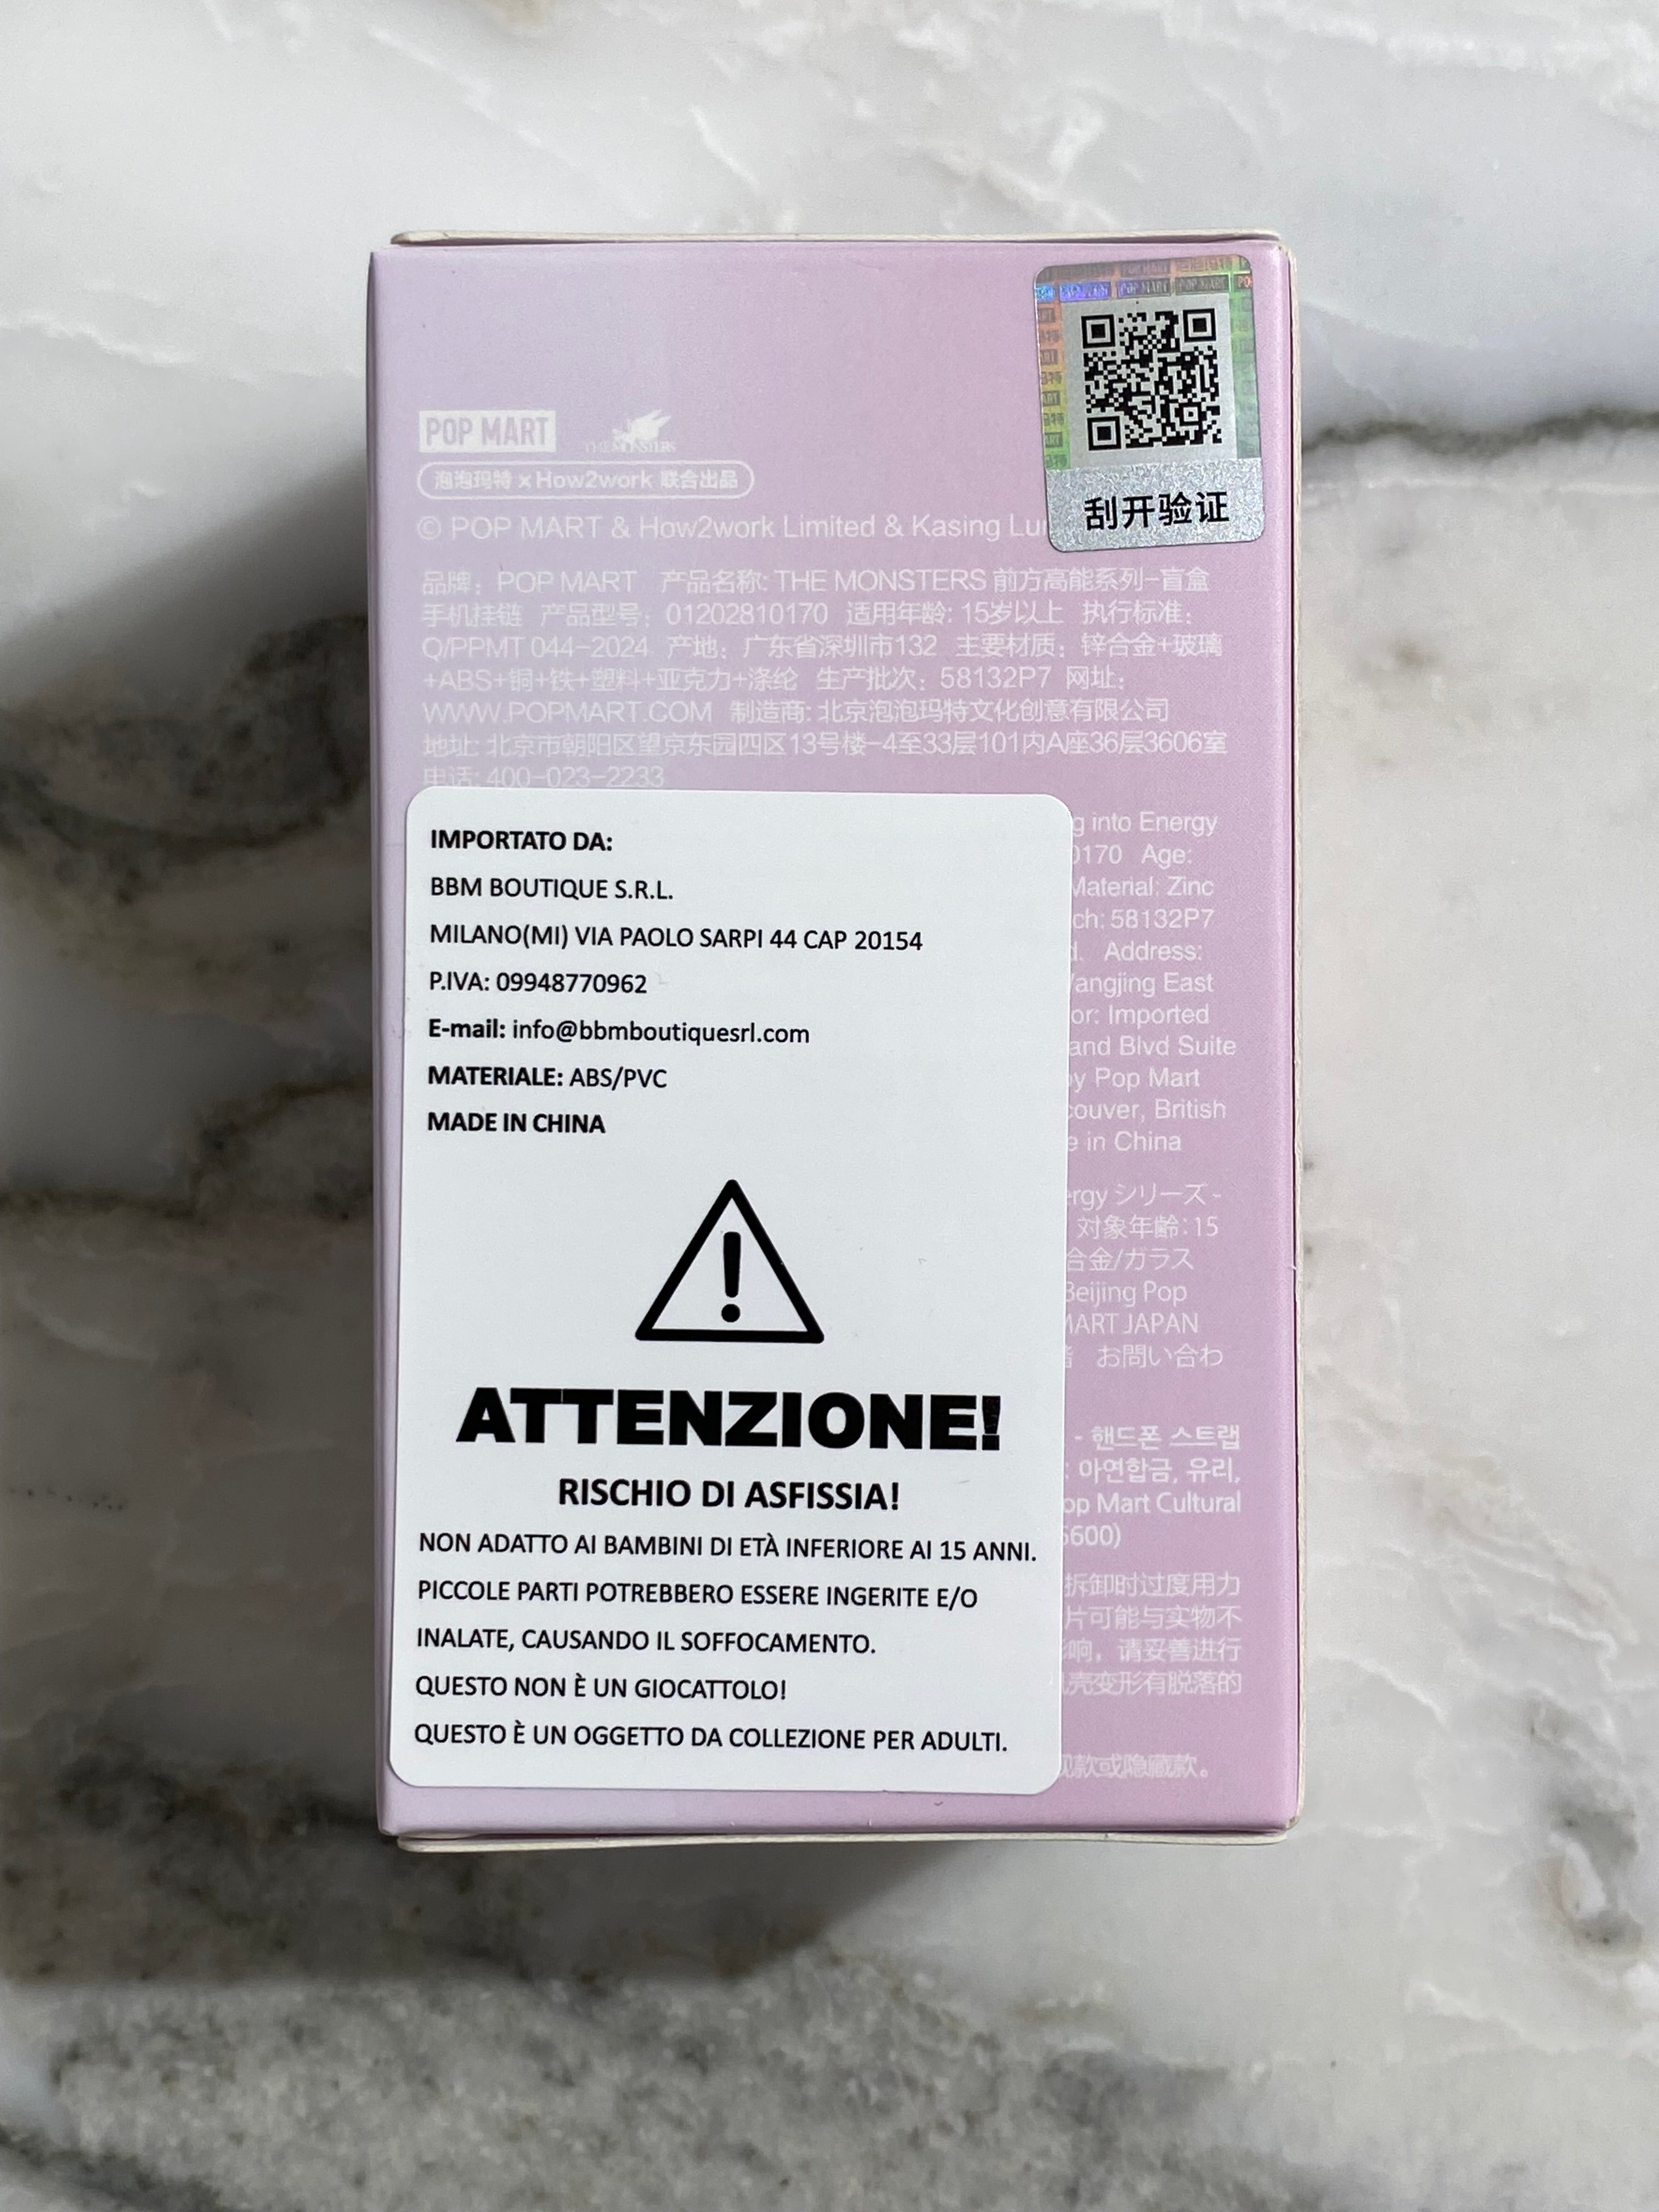 POP MART
THE MONSTERS
泡泡玛特 × How2work 联合出品
© POP MART & How2work Limited & Kasing
刮开验证
品牌：POP MART 产品名称: THE MONSTERS 前方高能系列-盲盒
手机挂链 产品型号：01202810170 适用年龄: 15岁以上 执行标准：
Q/PPMT 044-2024 产地：广东省深圳市132 主要材质：锌合金+玻璃
+ABS+铜+铁+塑料+亚克力+涤纶 生产批次：58132P7 网址：
WWW.POPMART.COM 制造商: 北京泡泡玛特文化创意有限公司
地址: 北京市朝阳区望京东园四区13号楼-4至33层101内A座36层3606室
电话: 400-023-2233
IMPORTATO DA:
BBM BOUTIQUE S.R.L.
MILANO(MI) VIA PAOLO SARPI 44 CAP 20154
P.IVA: 09948770962
E-mail: info@bbmboutiquesrl.com
MATERIALE: ABS/PVC
MADE IN CHINA
ATTENZIONE!
RISCHIO DI ASFISSIA!
NON ADATTO AI BAMBINI DI ETÀ INFERIORE AI 15 ANNI.
PICCOLE PARTI POTREBBERO ESSERE INGERITE E/O
INALATE, CAUSANDO IL SOFFOCAMENTO.
QUESTO NON È UN GIOCATTOLO!
QUESTO È UN OGGETTO DA COLLEZIONE PER ADULTI.
into Energy
0170 Age:
Material: Zinc
58132P7
Address:
East
Imported
Blvd Suite
Pop Mart
British
in China
シリーズ -
対象年齢：15
合金/ガラス
Beijing Pop
MART JAPAN
お問い合わ
- 핸드폰 스트랩
: 아연합금, 유리,
Mart Cultural
6600)
拆卸时过度用力
片可能与实物不
响，请妥善进行
壳变形有脱落的
款或隐藏款。